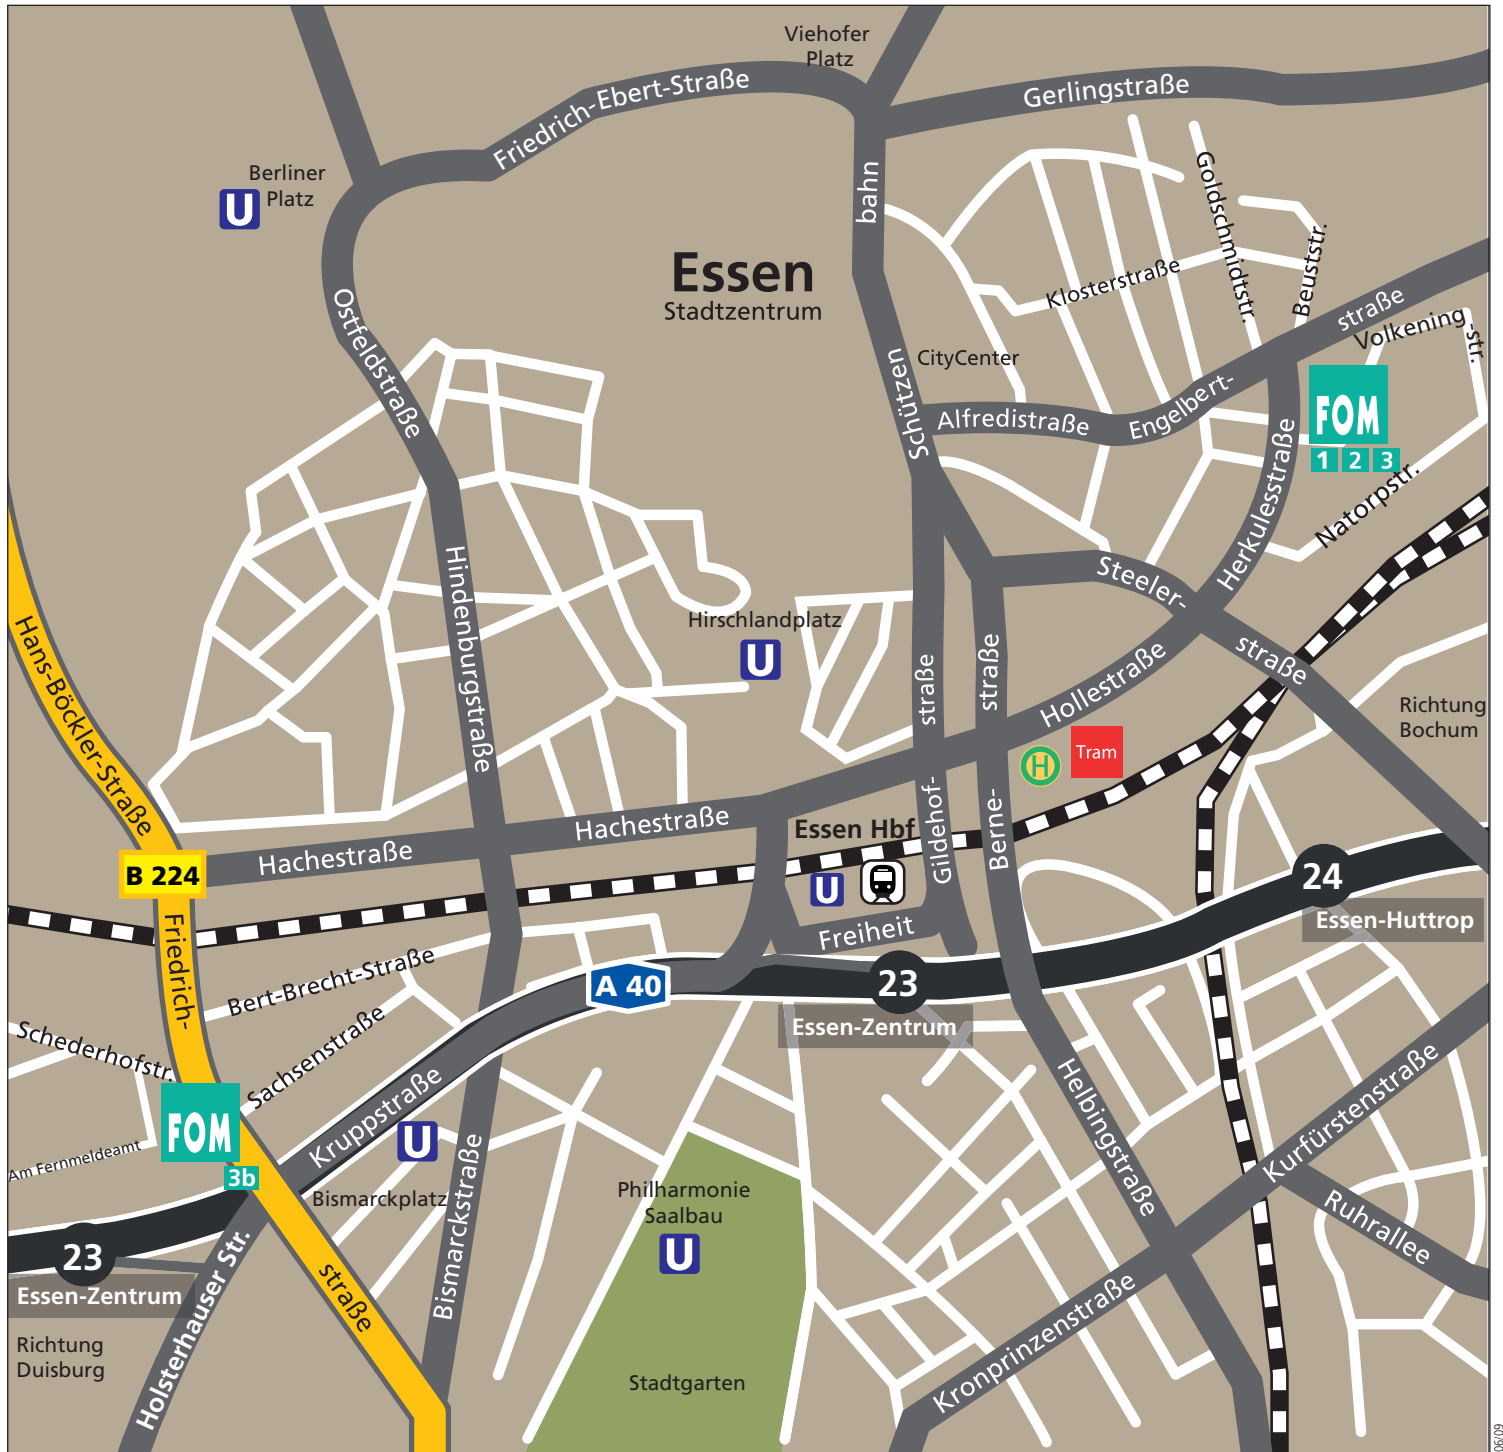 Viehofer
Platz
Friedrich-Ebert-Straße
Gerlingstraße
Berliner
Platz
U
bahn
Goldschmidtstr.
Beuststr.
Essen
Stadtzentrum
Klosterstraße
straße
Volkening-
str.
Ostfeldstraße
CityCenter
Schützen
Alfredistraße
Engelbert-
FOM
1 2 3
Natorpstr.
Herkulesstraße
Hindenburgstraße
Steeler-
straße
Hirschlandplatz
U
straße
straße
Hollestraße
Hans-Böckler-Straße
Richtung
Bochum
H
Tram
Hachestraße
Hachestraße
Essen Hbf
Gildehof-
Berne-
B 224
U
24
Essen-Huttrop
Freiheit
Friedrich-
Bert-Brecht-Straße
A 40
23
Essen-Zentrum
Schederhofstr.
Sachsenstraße
Kruppstraße
Helbingstraße
Kurfürstenstraße
FOM
3b
U
Am Fernmeldeamt
Bismarckplatz
Bismarckstraße
Philharmonie
Saalbau
U
Ruhrallee
23
Essen-Zentrum
Holsterhauser Str.
straße
Kronprinzenstraße
Richtung
Duisburg
Stadtgarten
06/09